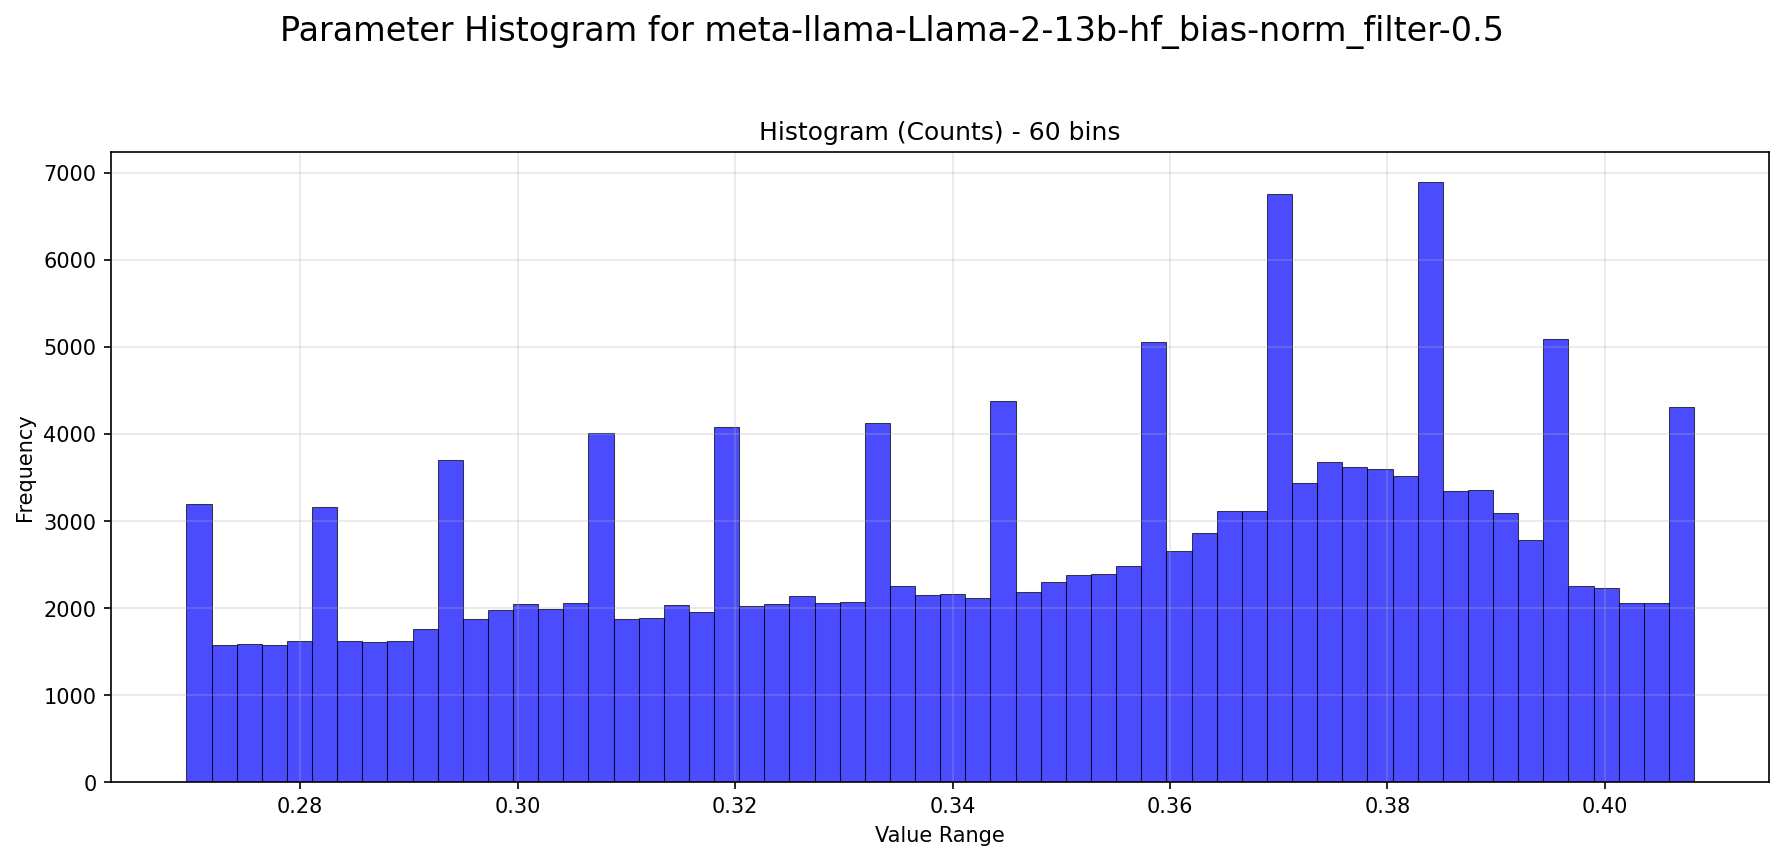 Parameter Histogram for meta-llama-Llama-2-13b-hf_bias-norm_filter-0.5
Histogram (Counts) - 60 bins
7000
6000
5000
4000
3000
2000
1000
0
Frequency
0.28 0.30 0.32 0.34 0.36 0.38 0.40
Value Range